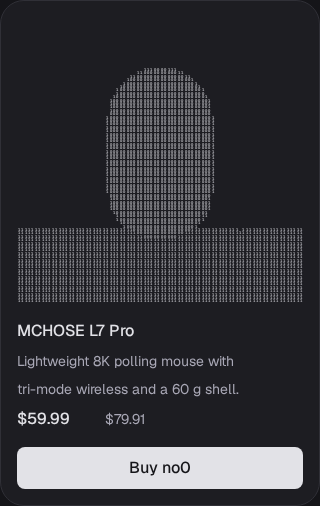 MCHOSE L7 Pro
Lightweight 8K polling mouse with
tri-mode wireless and a 60 g shell.
$59.99 $79.91
Buy no0